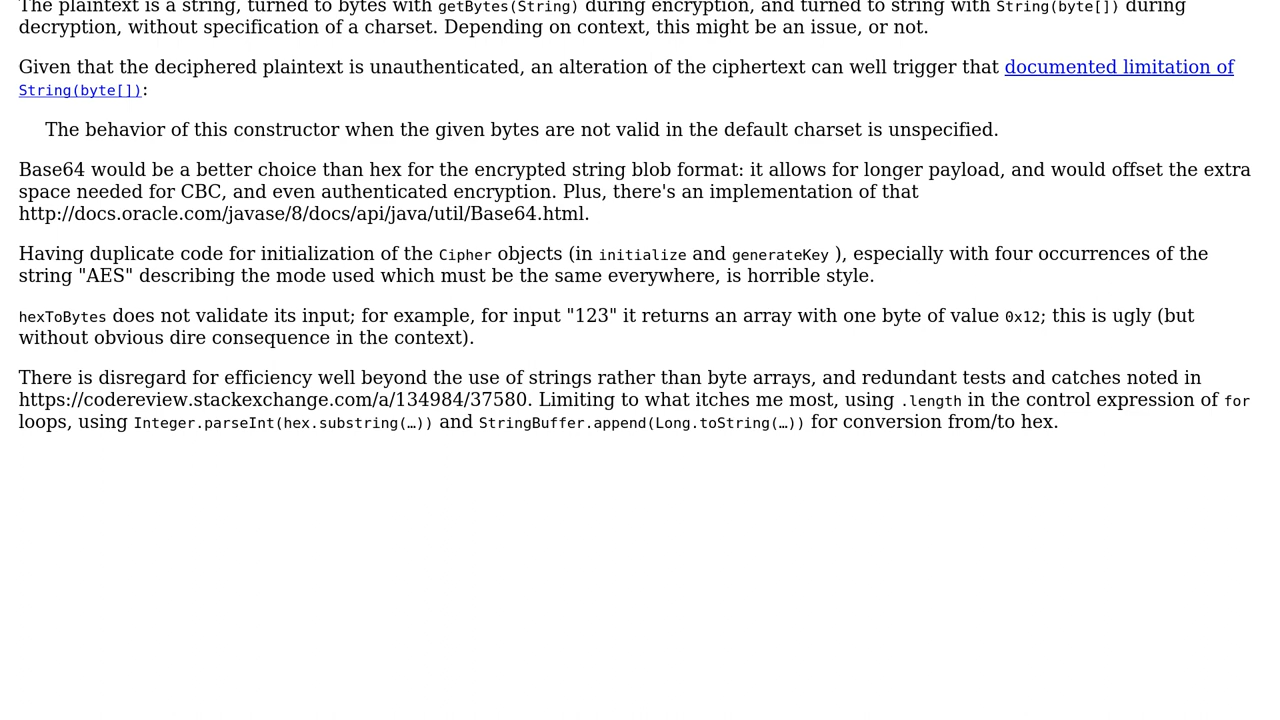 The plaintext is a string, turned to bytes with getBytes(String) during encryption, and turned to string with String(byte[]) during
decryption, without specification of a charset. Depending on context, this might be an issue, or not.
Given that the deciphered plaintext is unauthenticated, an alteration of the ciphertext can well trigger that documented limitation of
String(byte[]):
The behavior of this constructor when the given bytes are not valid in the default charset is unspecified.
Base64 would be a better choice than hex for the encrypted string blob format: it allows for longer payload, and would offset the extra
space needed for CBC, and even authenticated encryption. Plus, there's an implementation of that
http://docs.oracle.com/javase/8/docs/api/java/util/Base64.html.
Having duplicate code for initialization of the Cipher objects (in initialize and generateKey ), especially with four occurrences of the
string "AES" describing the mode used which must be the same everywhere, is horrible style.
hexToBytes does not validate its input; for example, for input "123" it returns an array with one byte of value 0x12; this is ugly (but
without obvious dire consequence in the context).
There is disregard for efficiency well beyond the use of strings rather than byte arrays, and redundant tests and catches noted in
https://codereview.stackexchange.com/a/134984/37580. Limiting to what itches me most, using .length in the control expression of for
loops, using Integer.parseInt(hex.substring(…)) and StringBuffer.append(Long.toString(…)) for conversion from/to hex.